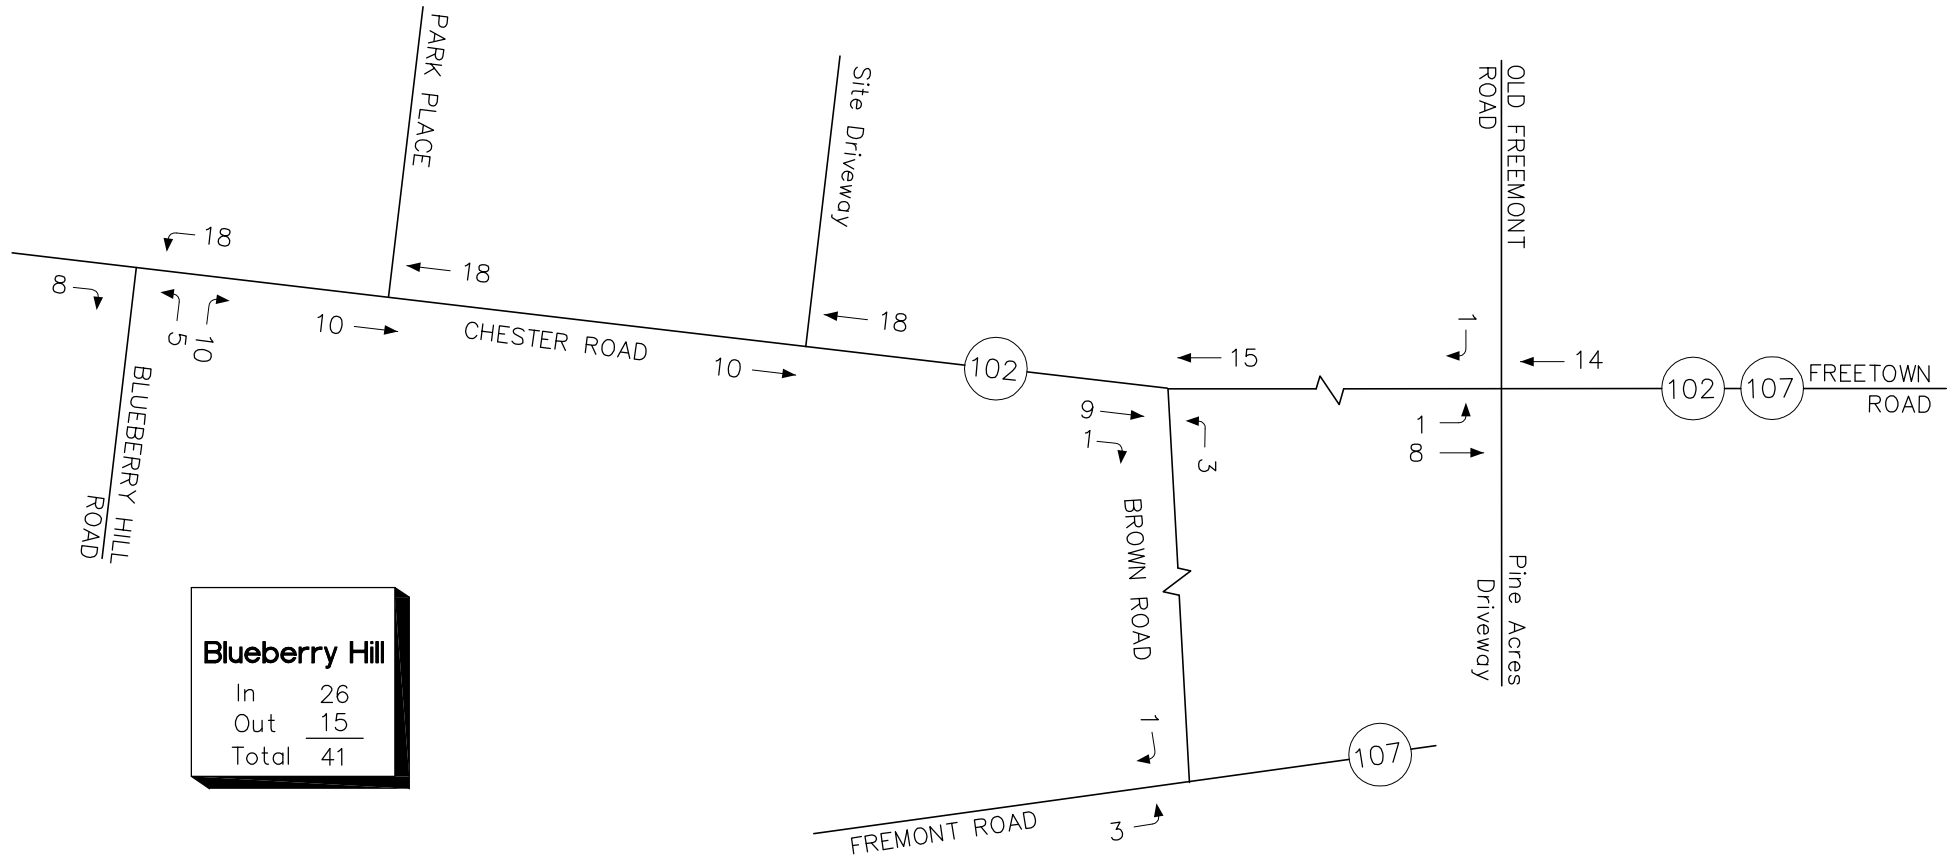 PARK PLACE
Site Driveway
OLD FREEMONT
ROAD
18
8
5
10
18
10
CHESTER ROAD
18
10
102
15
9
1
3
1
14
1
8
102
107
FREETOWN
ROAD
BLUEBERRY HILL
ROAD
BROWN ROAD
Pine Acres
Driveway
Blueberry Hill
In 26
Out 15
Total 41
1
3
FREMONT ROAD
107